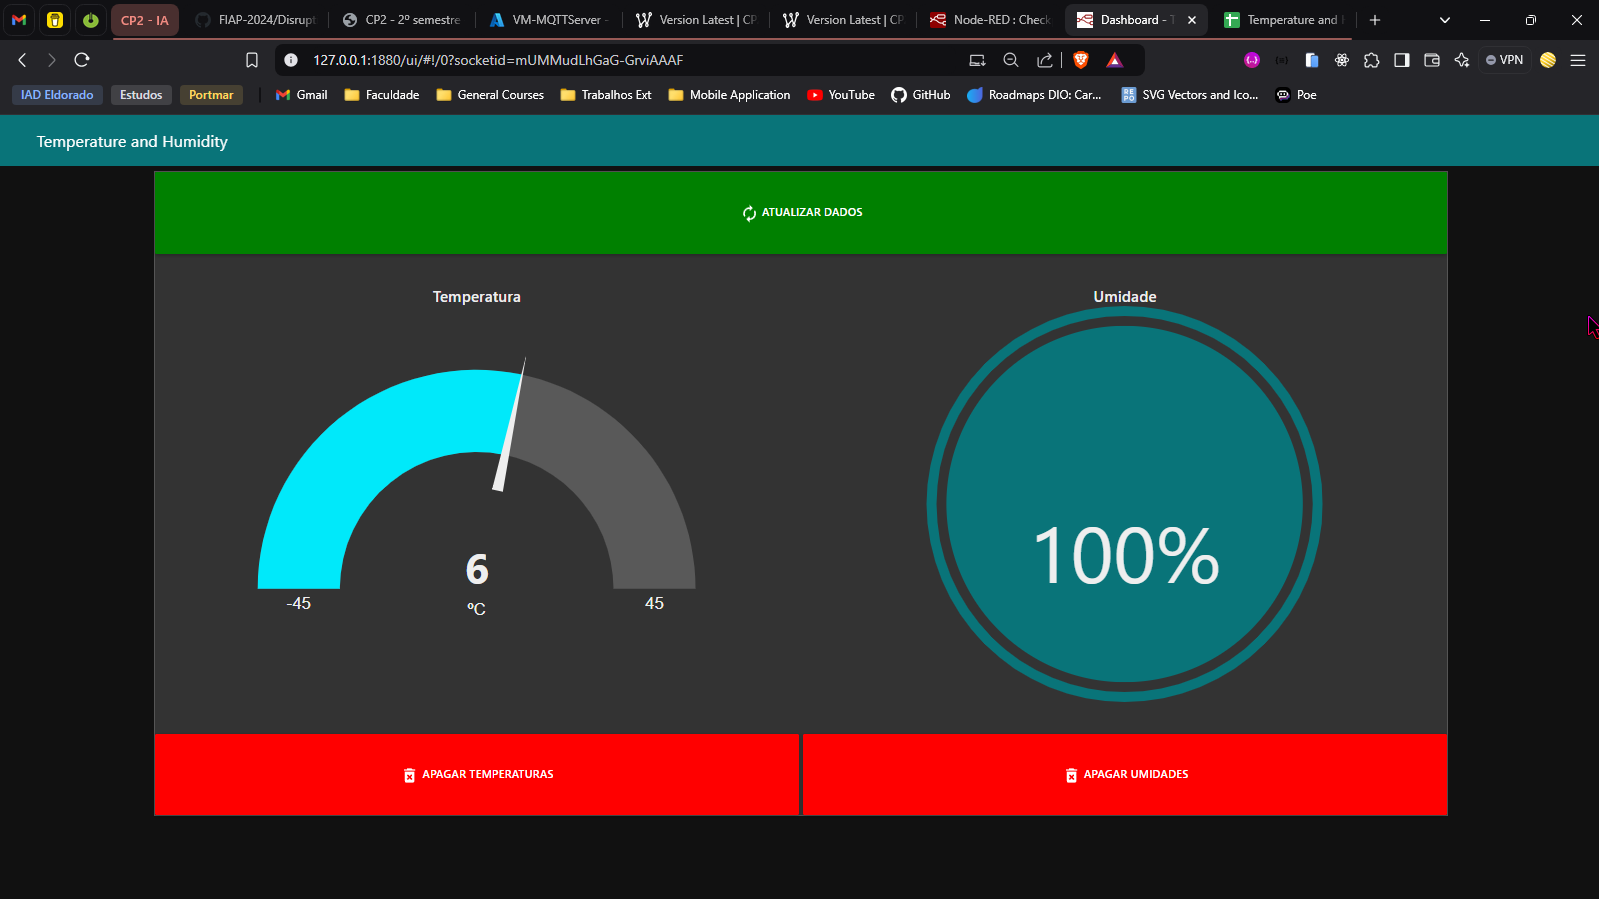 CP2 - IA
FIAP-2024/Disrupt
CP2 - 2º semestre
VM-MQTTServer -
Version Latest | CP
Version Latest | CP
Node-RED : Check
Dashboard - T
Temperature and
127.0.0.1:1880/ui/#!/0?socketid=mUMMudLhGaG-GrviAAAF
VPN
IAD Eldorado
Estudos
Portmar
Gmail
Faculdade
General Courses
Trabalhos Ext
Mobile Application
YouTube
GitHub
Roadmaps DIO: Car...
RE
PO
SVG Vectors and Ico...
Poe
Temperature and Humidity
ATUALIZAR DADOS
Temperatura
Umidade
6
ºC
-45
45
100%
APAGAR TEMPERATURAS
APAGAR UMIDADES